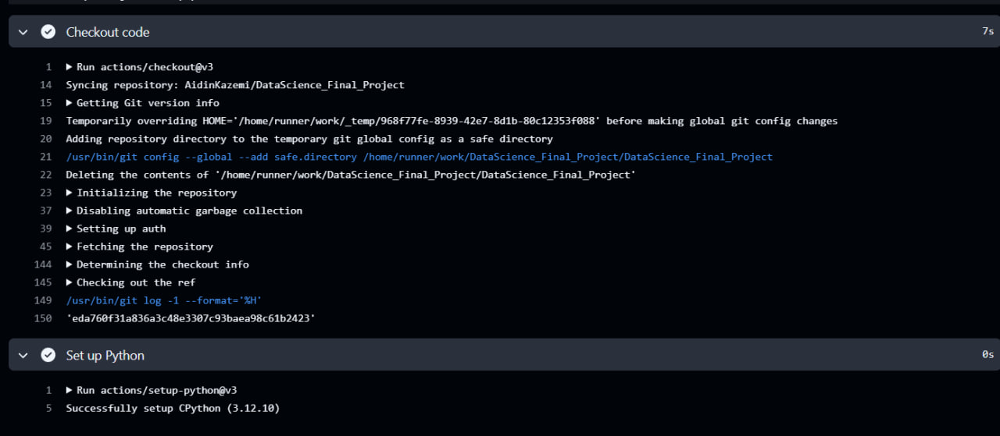 Checkout code 7s
1 Run actions/checkout@v3
14 Syncing repository: AidinKazemi/DataScience_Final_Project
15 Getting Git version info
19 Temporarily overriding HOME='/home/runner/work/_temp/968f77fe-8939-42e7-8d1b-80c12353f088' before making global git config changes
20 Adding repository directory to the temporary git global config as a safe directory
21 /usr/bin/git config --global --add safe.directory /home/runner/work/DataScience_Final_Project/DataScience_Final_Project
22 Deleting the contents of '/home/runner/work/DataScience_Final_Project/DataScience_Final_Project'
23 Initializing the repository
37 Disabling automatic garbage collection
39 Setting up auth
45 Fetching the repository
144 Determining the checkout info
145 Checking out the ref
149 /usr/bin/git log -1 --format='%H'
150 'eda760f31a836a3c48e3307c93baea98c61b2423'
Set up Python 0s
1 Run actions/setup-python@v3
5 Successfully setup CPython (3.12.10)